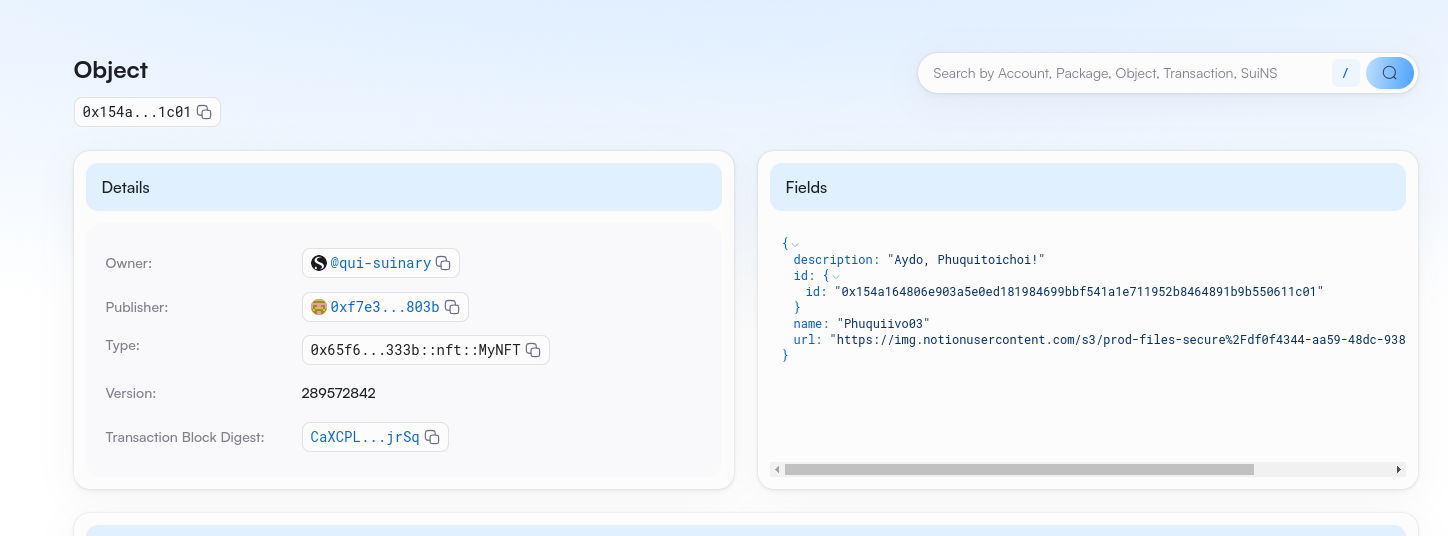 Object
Search by Account, Package, Object, Transaction, SuiNS
/
0x154a...1c01
Details
Owner:
@qui-suinary
Publisher:
0xf7e3...803b
Type:
0x65f6...333b::nft::MyNFT
Version:
289572842
Transaction Block Digest:
CaXCPL...jrSq
Fields
{
description: "Aydo, Phuquitoichoi!"
id: {
id: "0x154a164806e903a5e0ed181984699bbf541a1e711952b8464891b9b550611c01"
}
name: "Phuquiivo03"
url: "https://img.notionusercontent.com/s3/prod-files-secure%2Fdf0f4344-aa59-48dc-938
}